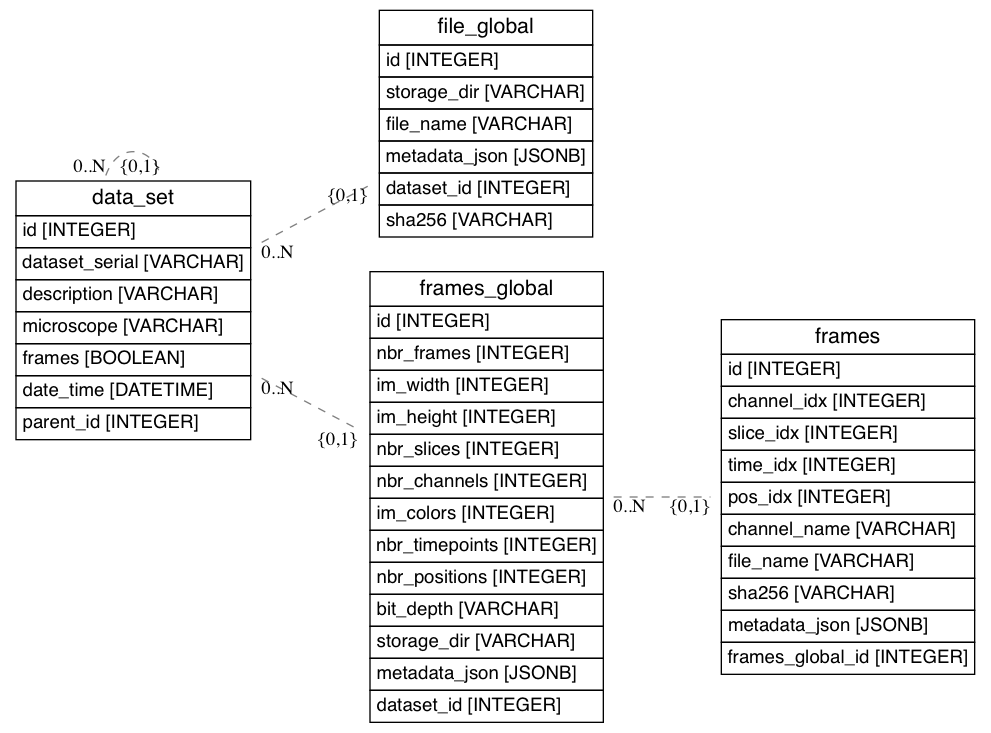 file_global
id [INTEGER]
storage_dir [VARCHAR]
file_name [VARCHAR]
metadata_json [JSONB]
dataset_id [INTEGER]
sha256 [VARCHAR]
0..N {0,1}
data_set
id [INTEGER]
dataset_serial [VARCHAR]
description [VARCHAR]
microscope [VARCHAR]
frames [BOOLEAN]
date_time [DATETIME]
parent_id [INTEGER]
{0,1}
0..N
0..N
{0,1}
frames_global
id [INTEGER]
nbr_frames [INTEGER]
im_width [INTEGER]
im_height [INTEGER]
nbr_slices [INTEGER]
nbr_channels [INTEGER]
im_colors [INTEGER]
nbr_timepoints [INTEGER]
nbr_positions [INTEGER]
bit_depth [VARCHAR]
storage_dir [VARCHAR]
metadata_json [JSONB]
dataset_id [INTEGER]
0..N {0,1}
frames
id [INTEGER]
channel_idx [INTEGER]
slice_idx [INTEGER]
time_idx [INTEGER]
pos_idx [INTEGER]
channel_name [VARCHAR]
file_name [VARCHAR]
sha256 [VARCHAR]
metadata_json [JSONB]
frames_global_id [INTEGER]